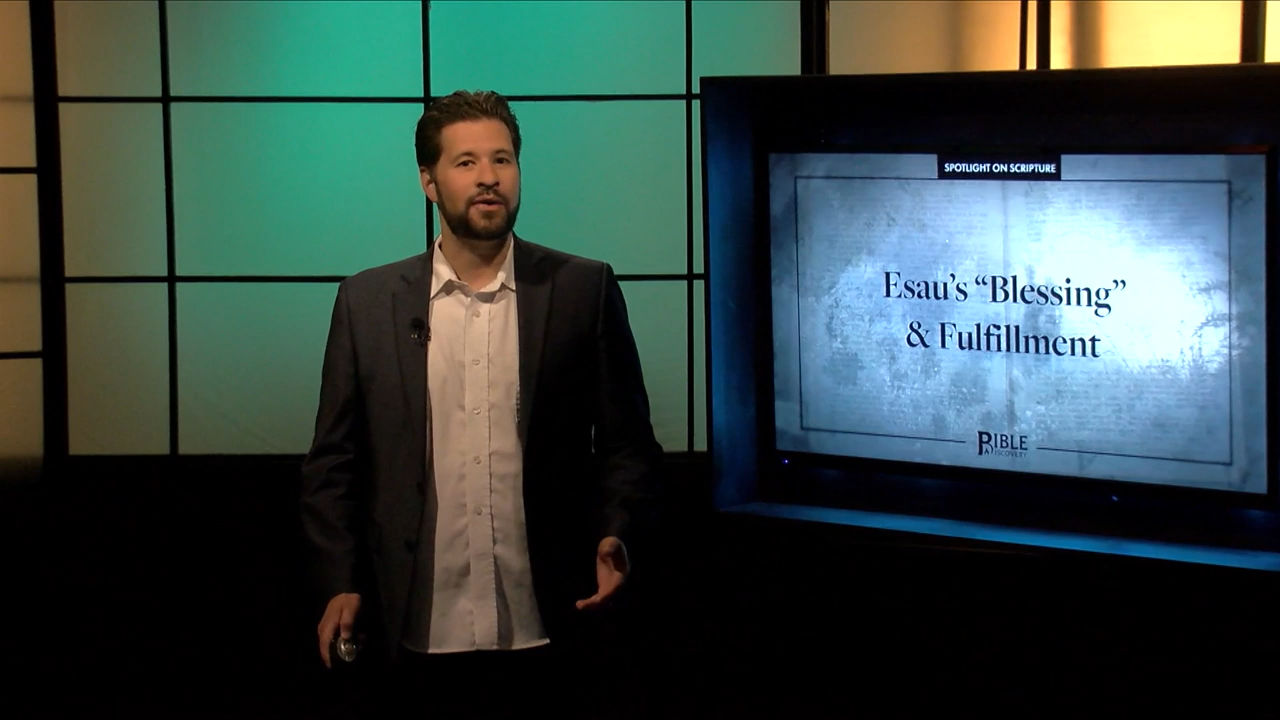 SPOTLIGHT ON SCRIPTURE
Esau's “Blessing”
& Fulfillment
BIBLE
DISCOVERY